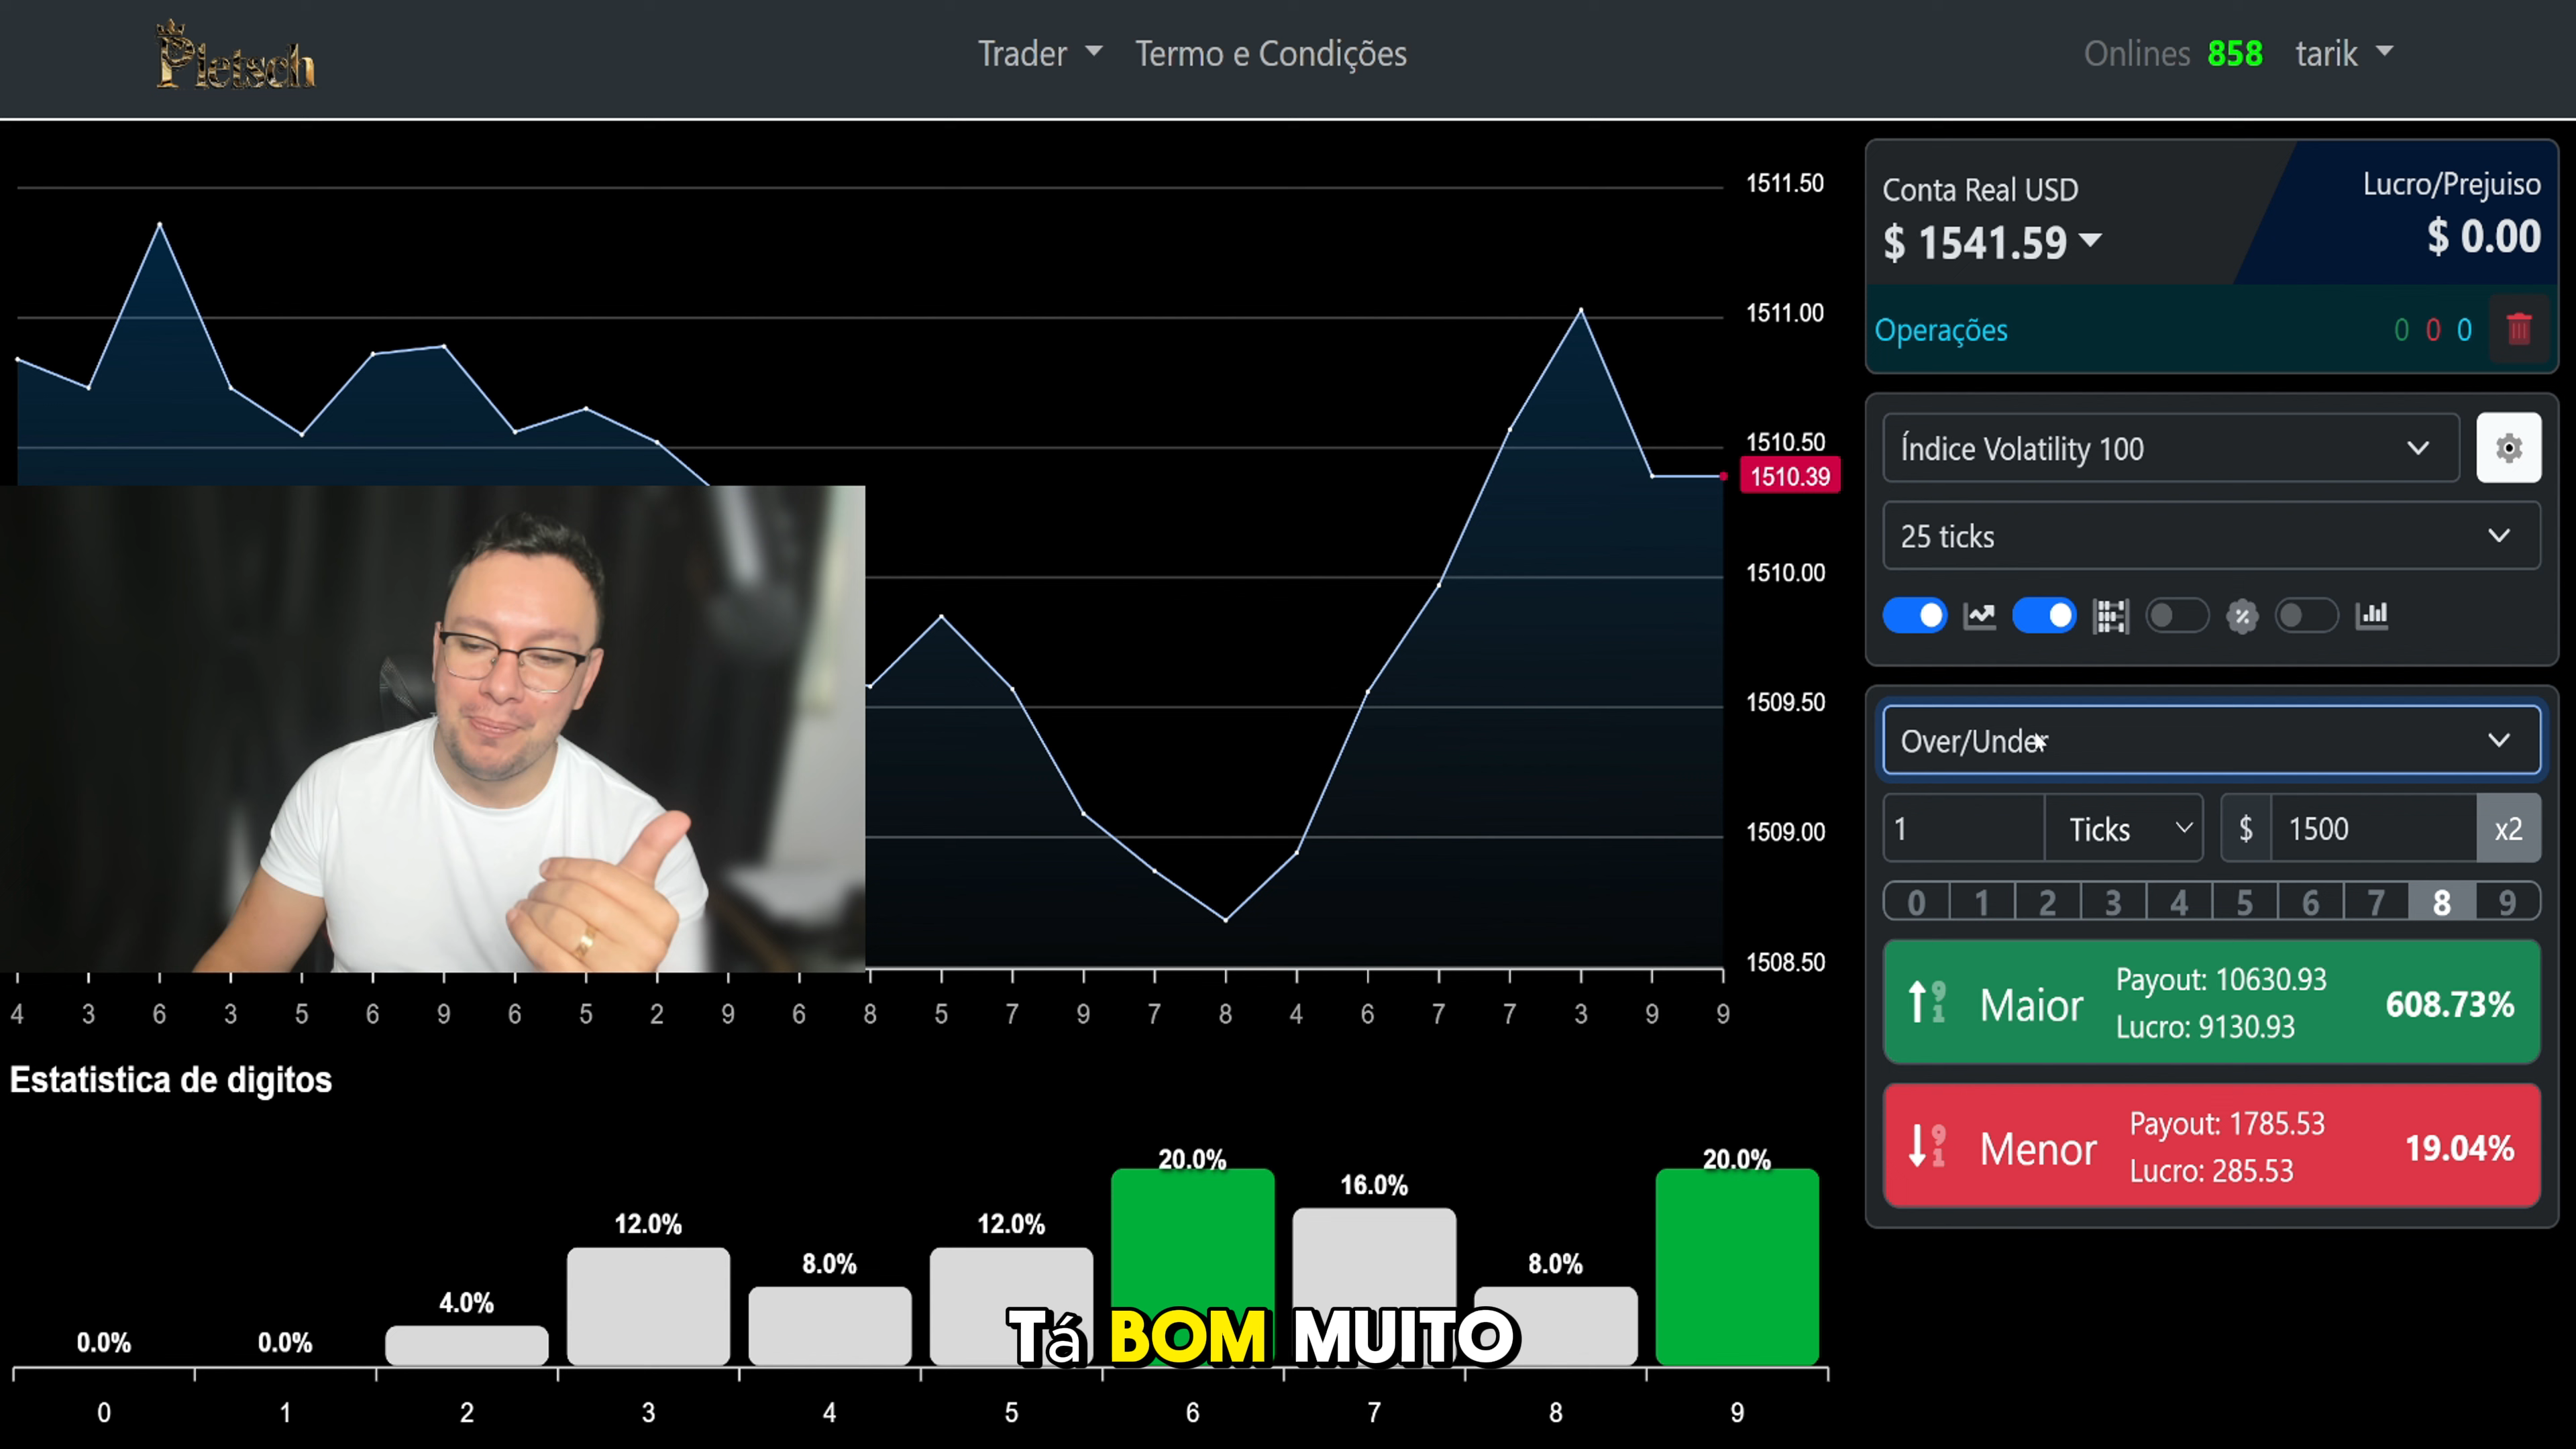 Pletsch
Trader
Termo e Condições
Onlines 858
tarik
1511.50
1511.00
1510.50
1510.39
1510.00
1509.50
1509.00
1508.50
4 3 6 3 5 6 9 6 5 2 9 6 8 5 7 9 7 8 4 6 7 7 3 9 9
Estatistica de digitos
0.0% 0.0% 4.0% 12.0% 8.0% 12.0% 20.0% 16.0% 8.0% 20.0%
0 1 2 3 4 5 6 7 8 9
Tá BOM MUITO
Conta Real USD
$ 1541.59
Lucro/Prejuiso
$ 0.00
Operações
0 0 0
Índice Volatility 100
25 ticks
Over/Under
1 Ticks $ 1500 x2
0 1 2 3 4 5 6 7 8 9
Maior
Payout: 10630.93
Lucro: 9130.93
608.73%
Menor
Payout: 1785.53
Lucro: 285.53
19.04%